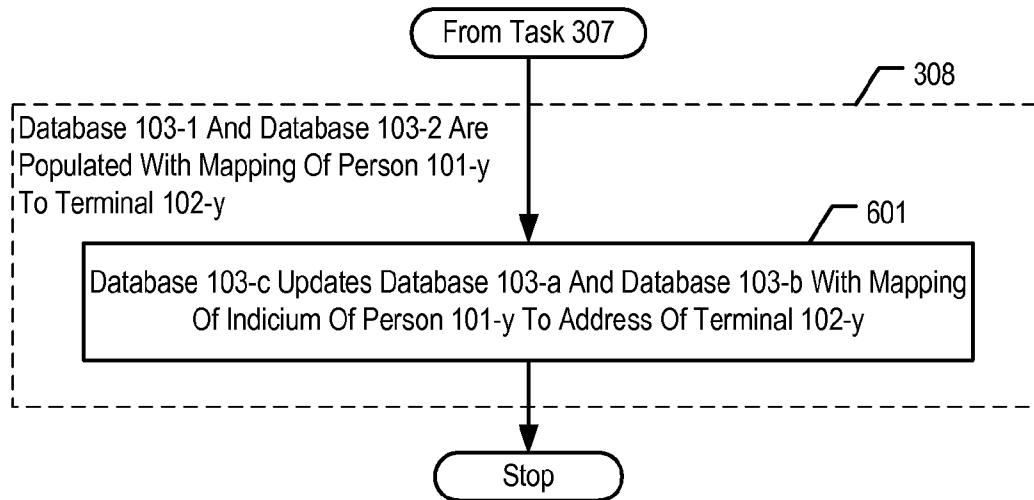 From Task 307
308
Database 103-1 And Database 103-2 Are
Populated With Mapping Of Person 101-y
To Terminal 102-y
601
Database 103-c Updates Database 103-a And Database 103-b With Mapping
Of Indicium Of Person 101-y To Address Of Terminal 102-y
Stop